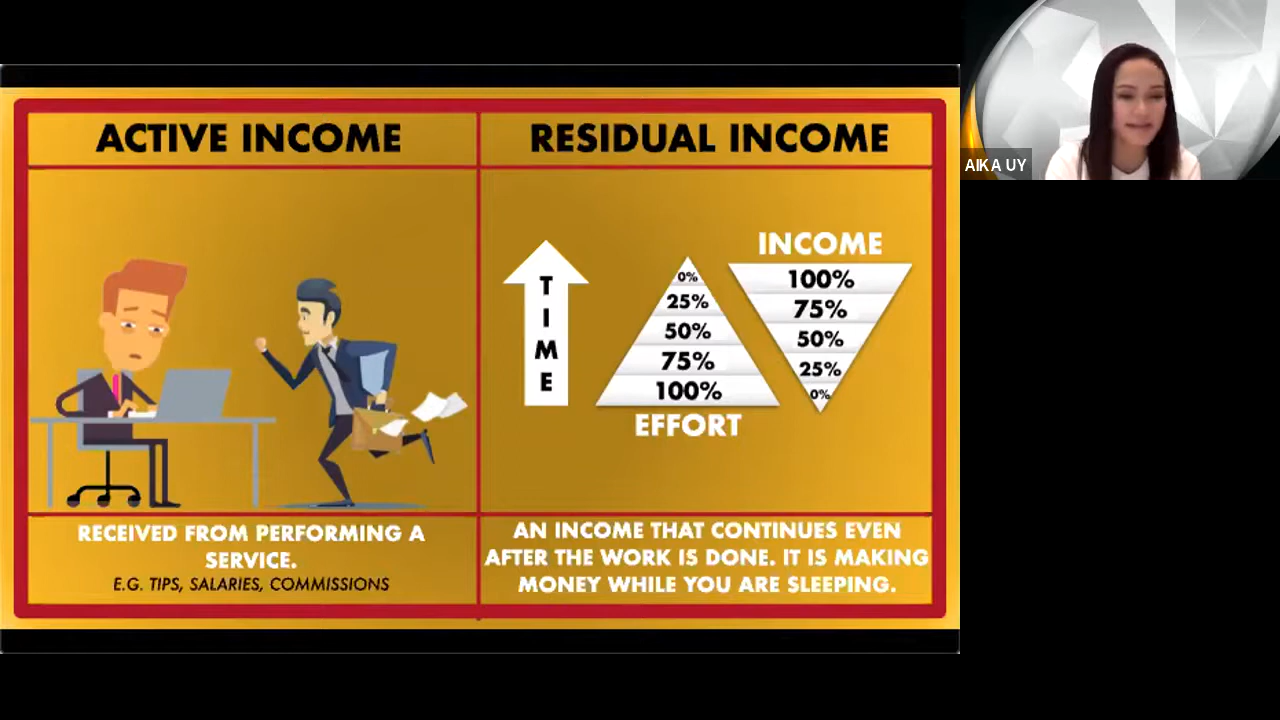 ACTIVE INCOME
RECEIVED FROM PERFORMING A
SERVICE.
E.G. TIPS, SALARIES, COMMISSIONS
RESIDUAL INCOME
T
I
M
E
0%
25%
50%
75%
100%
EFFORT
INCOME
100%
75%
50%
25%
0%
AN INCOME THAT CONTINUES EVEN
AFTER THE WORK IS DONE. IT IS MAKING
MONEY WHILE YOU ARE SLEEPING.
AIKA UY